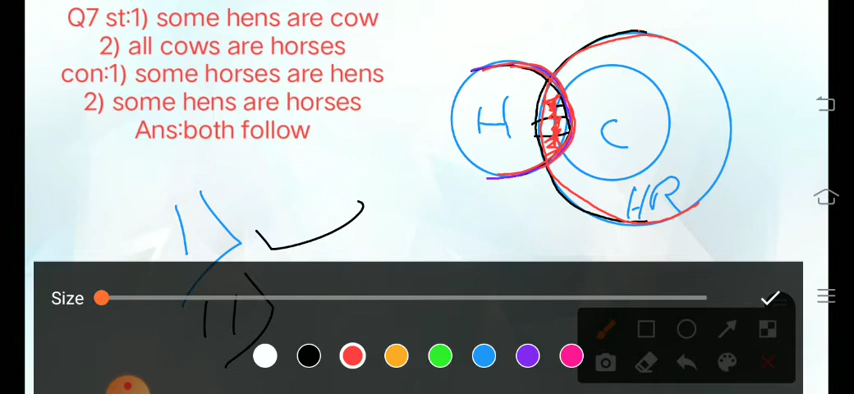 Q7 st:1) some hens are cow
2) all cows are horses
con:1) some horses are hens
2) some hens are horses
Ans:both follow
H
C
HR
I)
II)
Size